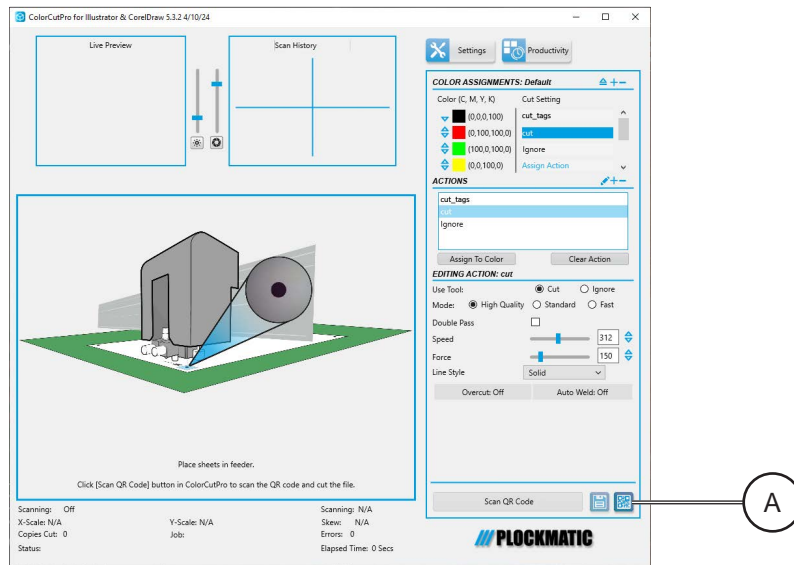 ColorCutPro for Illustrator & CorelDraw 5.3.2 4/10/24
Live Preview
Scan History
Settings
Productivity
COLOR ASSIGNMENTS: Default
Color (C, M, Y, K) Cut Setting
(0,0,0,100) cut_tags
(0,100,100,0) cut
(100,0,100,0) Ignore
(0,0,100,0) Assign Action
ACTIONS
cut_tags
cut
Ignore
Assign To Color Clear Action
EDITING ACTION: cut
Use Tool: Cut Ignore
Mode: High Quality Standard Fast
Double Pass
Speed 312
Force 150
Line Style Solid
Overcut: Off Auto Weld: Off
Place sheets in feeder.
Click [Scan QR Code] button in ColorCutPro to scan the QR code and cut the file.
Scan QR Code
A
Scanning: Off Scanning: N/A
X-Scale: N/A Y-Scale: N/A Skew: N/A
Copies Cut: 0 Job: Errors: 0
Status: Elapsed Time: 0 Secs
PLOCKMATIC